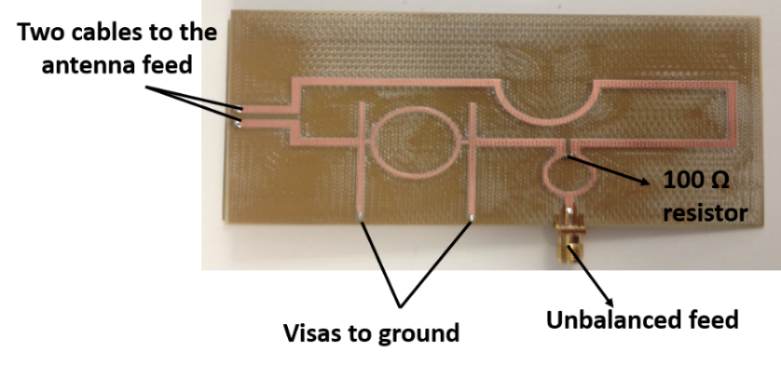 Two cables to the
antenna feed
100 Ω
resistor
Visas to ground
Unbalanced feed